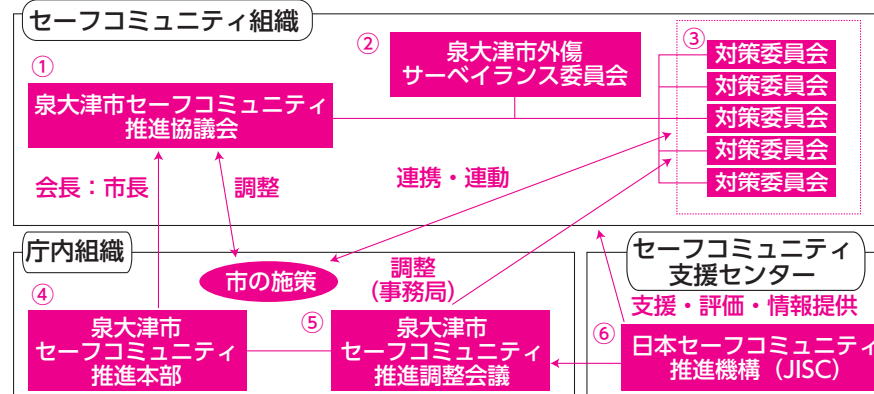 セーフコミュニティ組織
①
泉大津市セーフコミュニティ
推進協議会
②
泉大津市外傷
サーベイランス委員会
③
対策委員会
対策委員会
対策委員会
対策委員会
対策委員会
会長：市長
調整
連携・連動
庁内組織
市の施策
調整
(事務局)
④
泉大津市
セーフコミュニティ
推進本部
⑤
泉大津市
セーフコミュニティ
推進調整会議
セーフコミュニティ
支援センター
支援・評価・情報提供
⑥
日本セーフコミュニティ
推進機構（JISC）